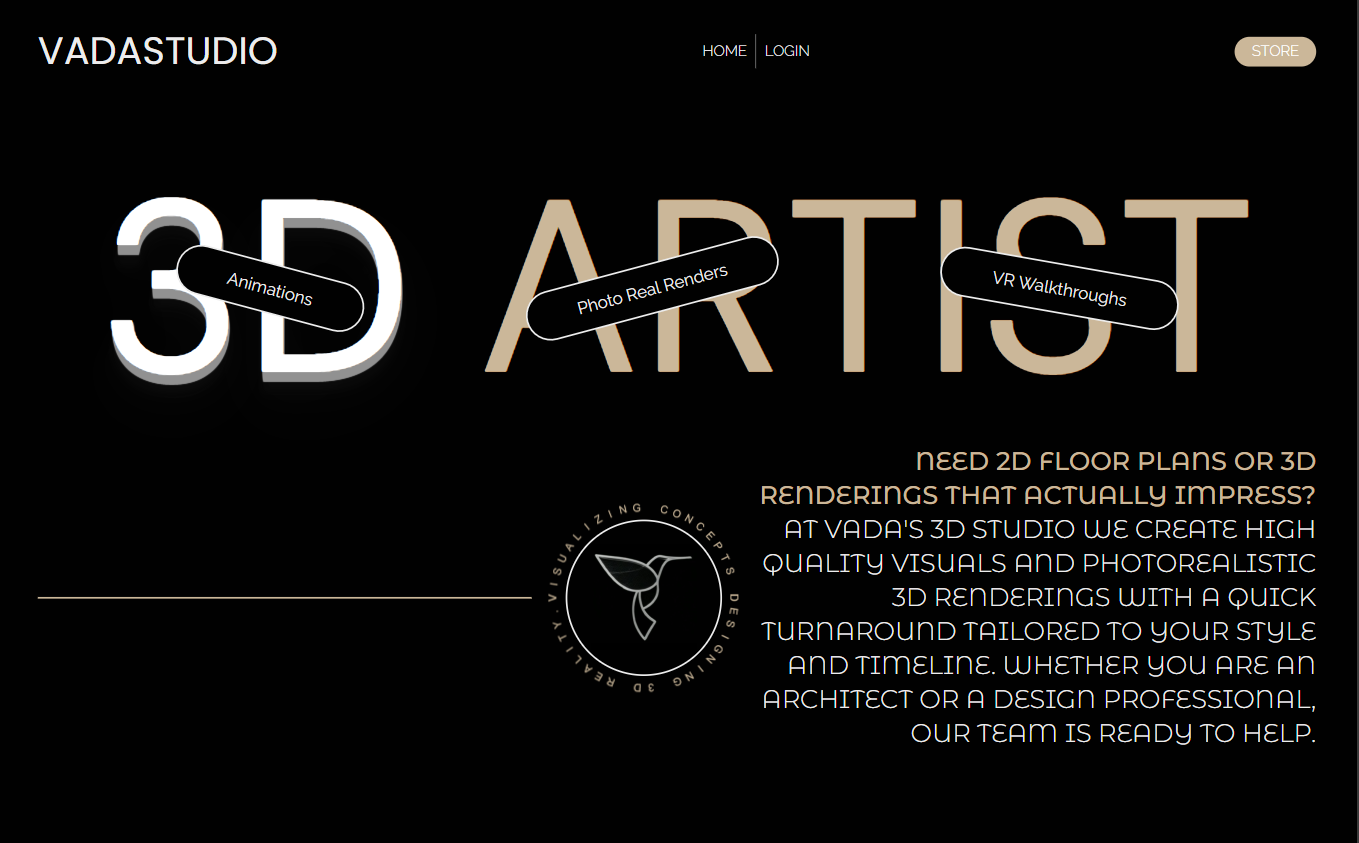 VADASTUDIO
HOME
LOGIN
STORE
3D ARTIST
Animations
Photo Real Renders
VR Walkthroughs
NEED 2D FLOOR PLANS OR 3D
RENDERINGS THAT ACTUALLY IMPRESS?
AT VADA'S 3D STUDIO WE CREATE HIGH
QUALITY VISUALS AND PHOTOREALISTIC
3D RENDERINGS WITH A QUICK
TURNAROUND TAILORED TO YOUR STYLE
AND TIMELINE. WHETHER YOU ARE AN
ARCHITECT OR A DESIGN PROFESSIONAL,
OUR TEAM IS READY TO HELP.
VISUALIZING CONCEPTS DESIGNING 3D REALITY.